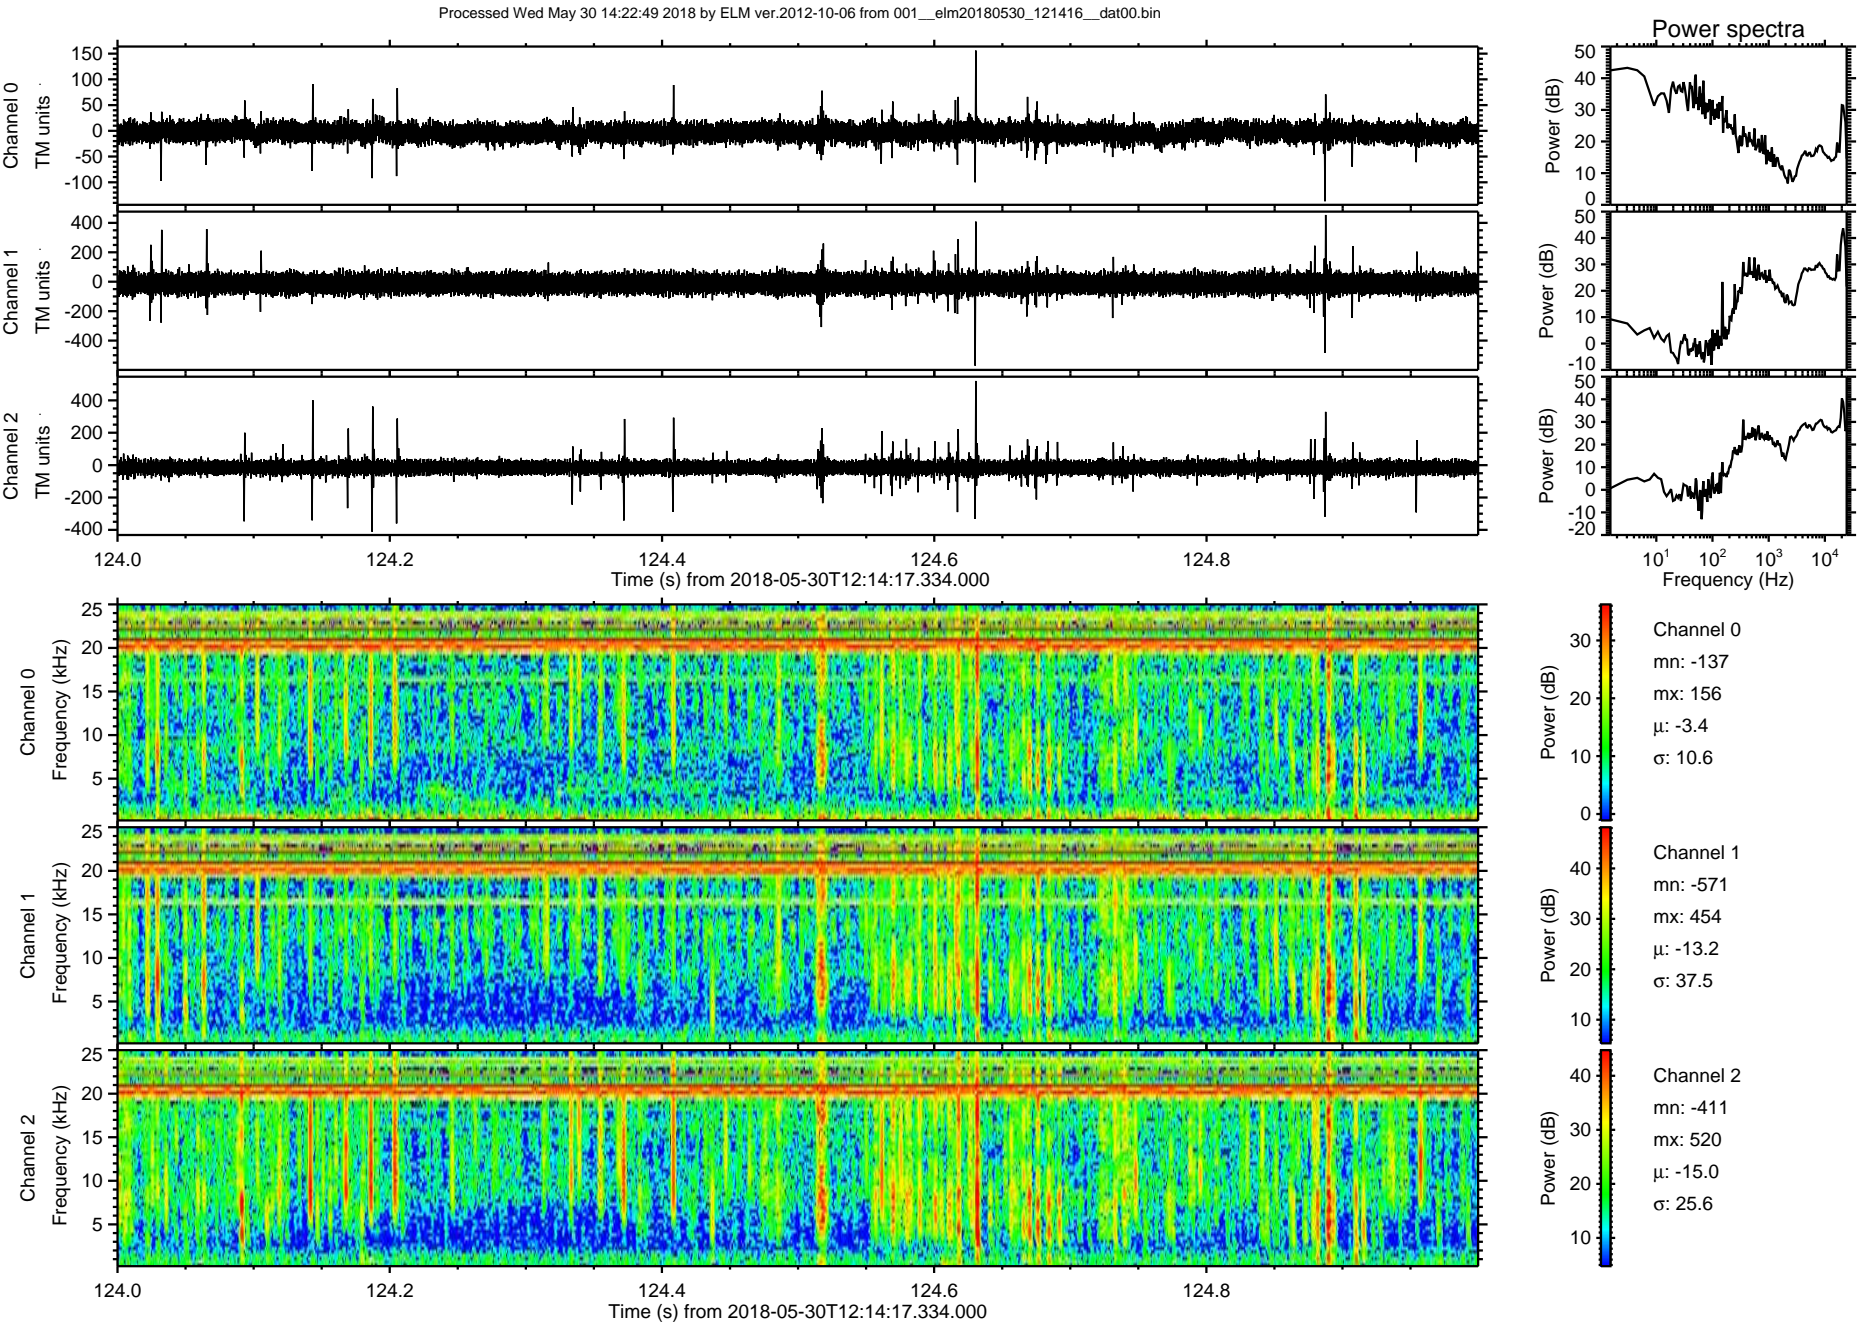 Processed Wed May 30 14:22:49 2018 by ELM ver.2012-10-06 from 001__elm20180530_121416__dat00.bin
Power spectra
Channel 0
TM units
150
100
50
0
-50
-100
Power (dB)
50
40
30
20
10
0
Channel 1
TM units
400
200
0
-200
-400
Power (dB)
50
40
30
20
10
0
-10
Channel 2
TM units
400
200
0
-200
-400
Power (dB)
50
40
30
20
10
0
-10
-20
124.0 124.2 124.4 124.6 124.8
Time (s) from 2018-05-30T12:14:17.334.000
10¹ 10² 10³ 10⁴
Frequency (Hz)
Channel 0
Frequency (kHz)
25
20
15
10
5
Power (dB)
30
20
10
0
Channel 0
mn: -137
mx: 156
μ: -3.4
σ: 10.6
Channel 1
Frequency (kHz)
25
20
15
10
5
Power (dB)
40
30
20
10
Channel 1
mn: -571
mx: 454
μ: -13.2
σ: 37.5
Channel 2
Frequency (kHz)
25
20
15
10
5
Power (dB)
40
30
20
10
Channel 2
mn: -411
mx: 520
μ: -15.0
σ: 25.6
124.0 124.2 124.4 124.6 124.8
Time (s) from 2018-05-30T12:14:17.334.000